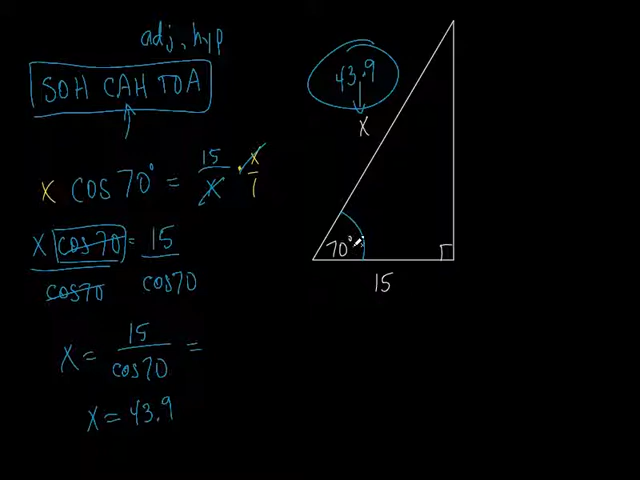 adj, hyp
SOH CAH TOA
x cos 70° = 15/x · x/1
x cos 70 = 15
cos 70 cos 70
x = 15/cos 70 =
x = 43.9
43.9
x
70°
15